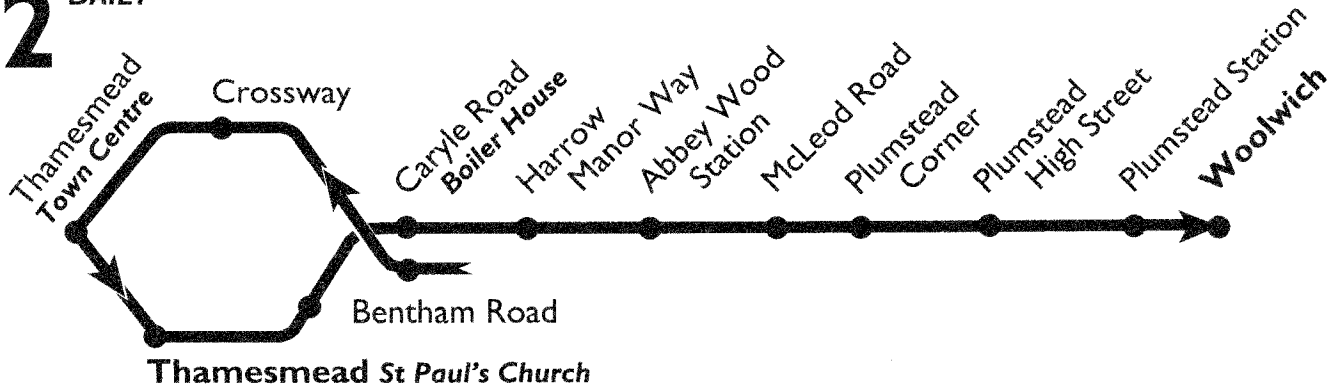 2 DAILY
Thamesmead
Town Centre
Crossway
Caryle Road
Boiler House
Harrow
Manor Way
Abbey Wood
Station
McLeod Road
Plumstead
Corner
Plumstead
High Street
Plumstead Station
Woolwich
Bentham Road
Thamesmead St Paul's Church